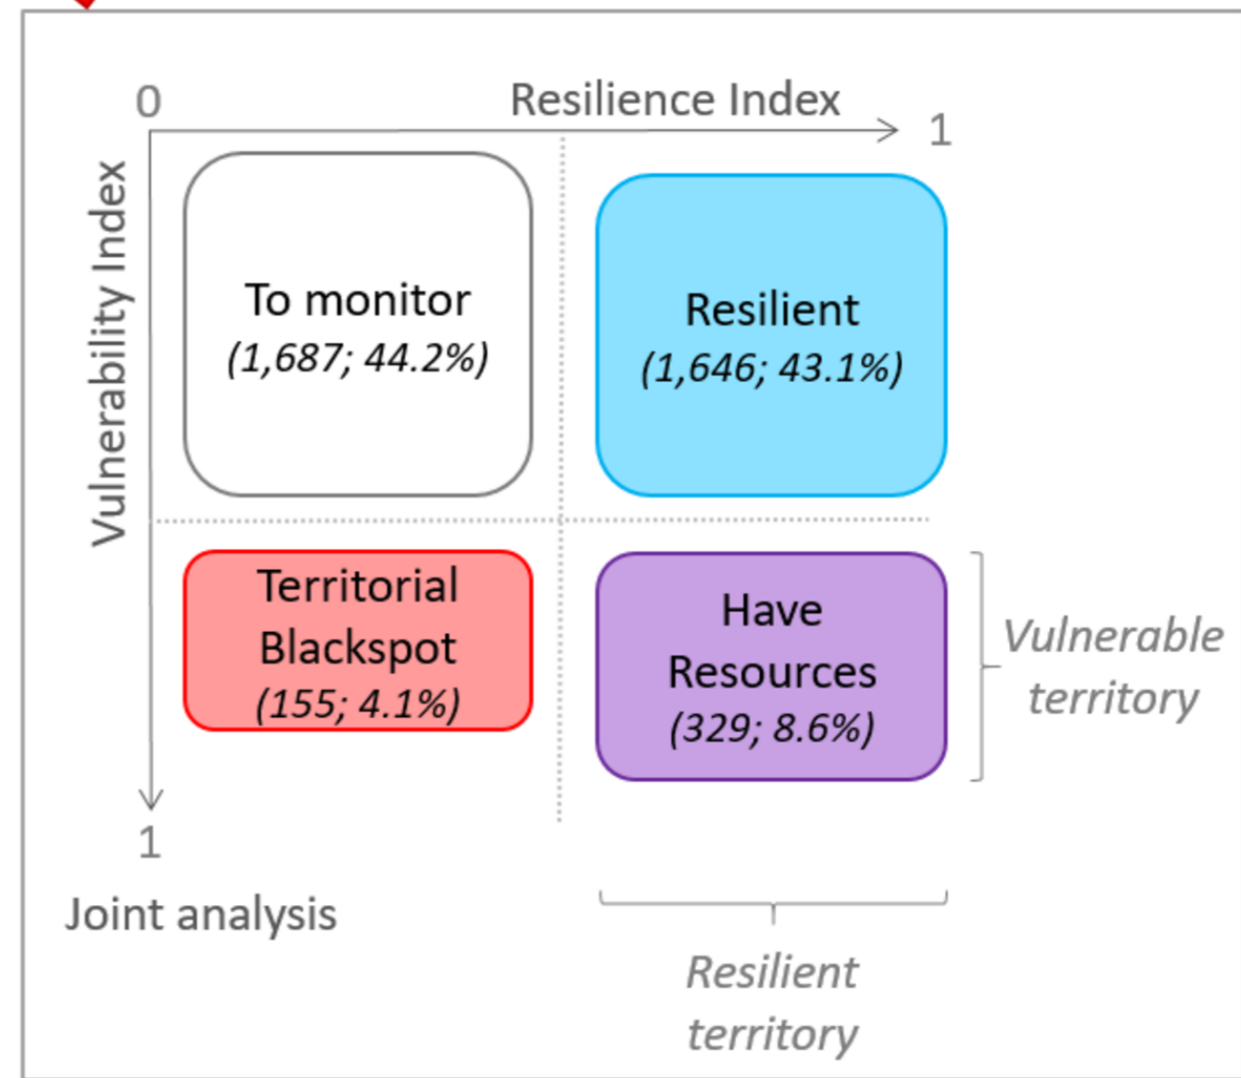 0
Resilience Index
1
Vulnerability Index
To monitor
(1,687; 44.2%)
Resilient
(1,646; 43.1%)
Territorial
Blackspot
(155; 4.1%)
Have
Resources
(329; 8.6%)
Vulnerable
territory
1
Joint analysis
Resilient
territory